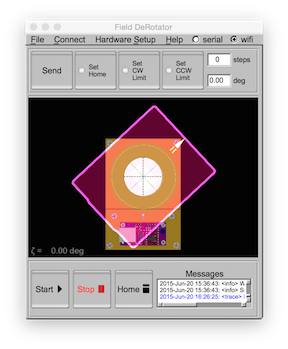 Field DeRotator
File Connect Hardware Setup Help serial wifi
Send
Set Home
Set CW Limit
Set CCW Limit
0 steps
0.00 deg
ζ = 0.00 deg
Start
Stop
Home
Messages
2015-Jun-20 15:36:43: <info> W
2015-Jun-20 15:36:43: <info> S
2015-Jun-20 16:26:25: <trace>